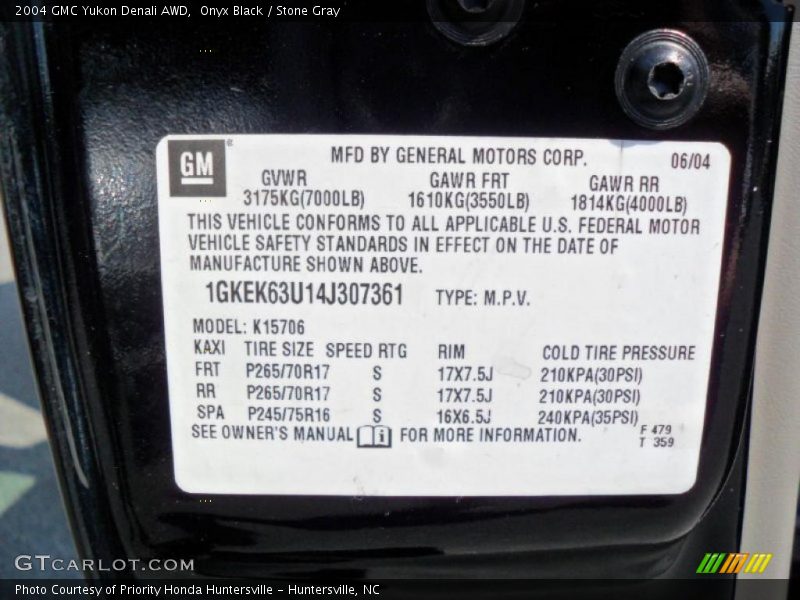 2004 GMC Yukon Denali AWD,  Onyx Black / Stone Gray
GM® MFD BY GENERAL MOTORS CORP. 06/04
GVWR GAWR FRT GAWR RR
3175KG(7000LB) 1610KG(3550LB) 1814KG(4000LB)
THIS VEHICLE CONFORMS TO ALL APPLICABLE U.S. FEDERAL MOTOR
VEHICLE SAFETY STANDARDS IN EFFECT ON THE DATE OF
MANUFACTURE SHOWN ABOVE.
1GKEK63U14J307361 TYPE: M.P.V.
MODEL: K15706
KAXI TIRE SIZE SPEED RTG RIM COLD TIRE PRESSURE
FRT P265/70R17 S 17X7.5J 210KPA(30PSI)
RR P265/70R17 S 17X7.5J 210KPA(30PSI)
SPA P245/75R16 S 16X6.5J 240KPA(35PSI)
SEE OWNER'S MANUAL i FOR MORE INFORMATION.
F 479
T 359
GTCARLOT.COM
Photo Courtesy of Priority Honda Huntersville – Huntersville, NC